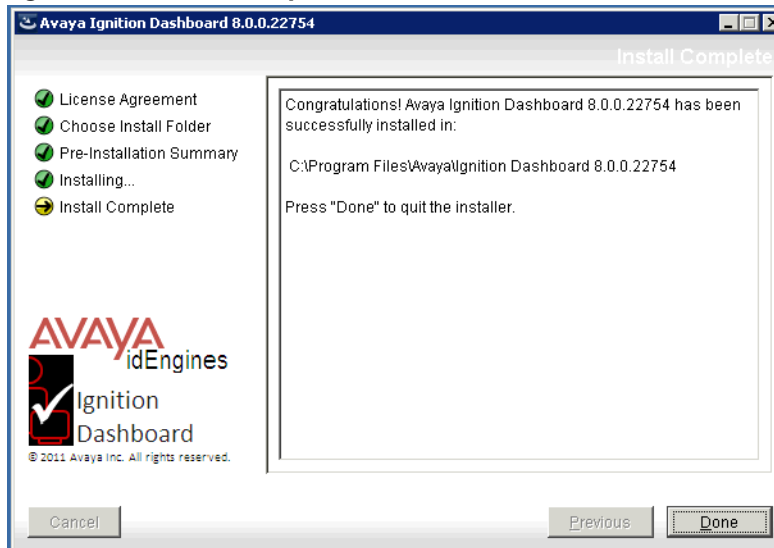 Avaya Ignition Dashboard 8.0.0.22754
Install Complete
License Agreement
Choose Install Folder
Pre-Installation Summary
Installing...
Install Complete
Congratulations! Avaya Ignition Dashboard 8.0.0.22754 has been
successfully installed in:
C:\Program Files\Avaya\Ignition Dashboard 8.0.0.22754
Press "Done" to quit the installer.
AVAYA
idEngines
Ignition
Dashboard
© 2011 Avaya Inc. All rights reserved.
Cancel
Previous
Done